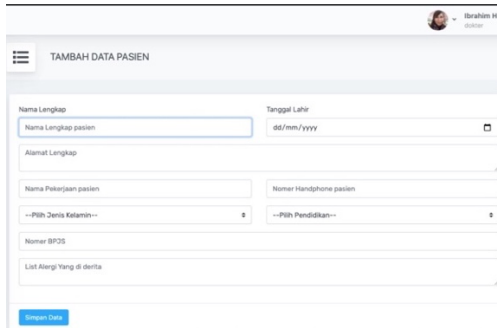 Ibrahim H
dokter
TAMBAH DATA PASIEN
Nama Lengkap
Tanggal Lahir
Nama Lengkap pasien
dd/mm/yyyy
Alamat Lengkap
Nama Pekerjaan pasien
Nomer Handphone pasien
--Pilih Jenis Kelamin--
--Pilih Pendidikan--
Nomer BPJS
List Alergi Yang di derita
Simpan Data